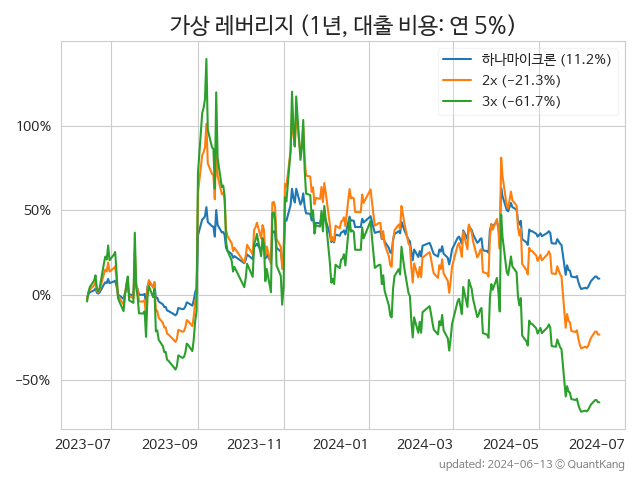 가상 레버리지 (1년, 대출 비용: 연 5%)
하나마이크론 (11.2%)
2x (−21.3%)
3x (−61.7%)
100%
50%
0%
−50%
2023-07 2023-09 2023-11 2024-01 2024-03 2024-05 2024-07
updated: 2024-06-13 © QuantKang